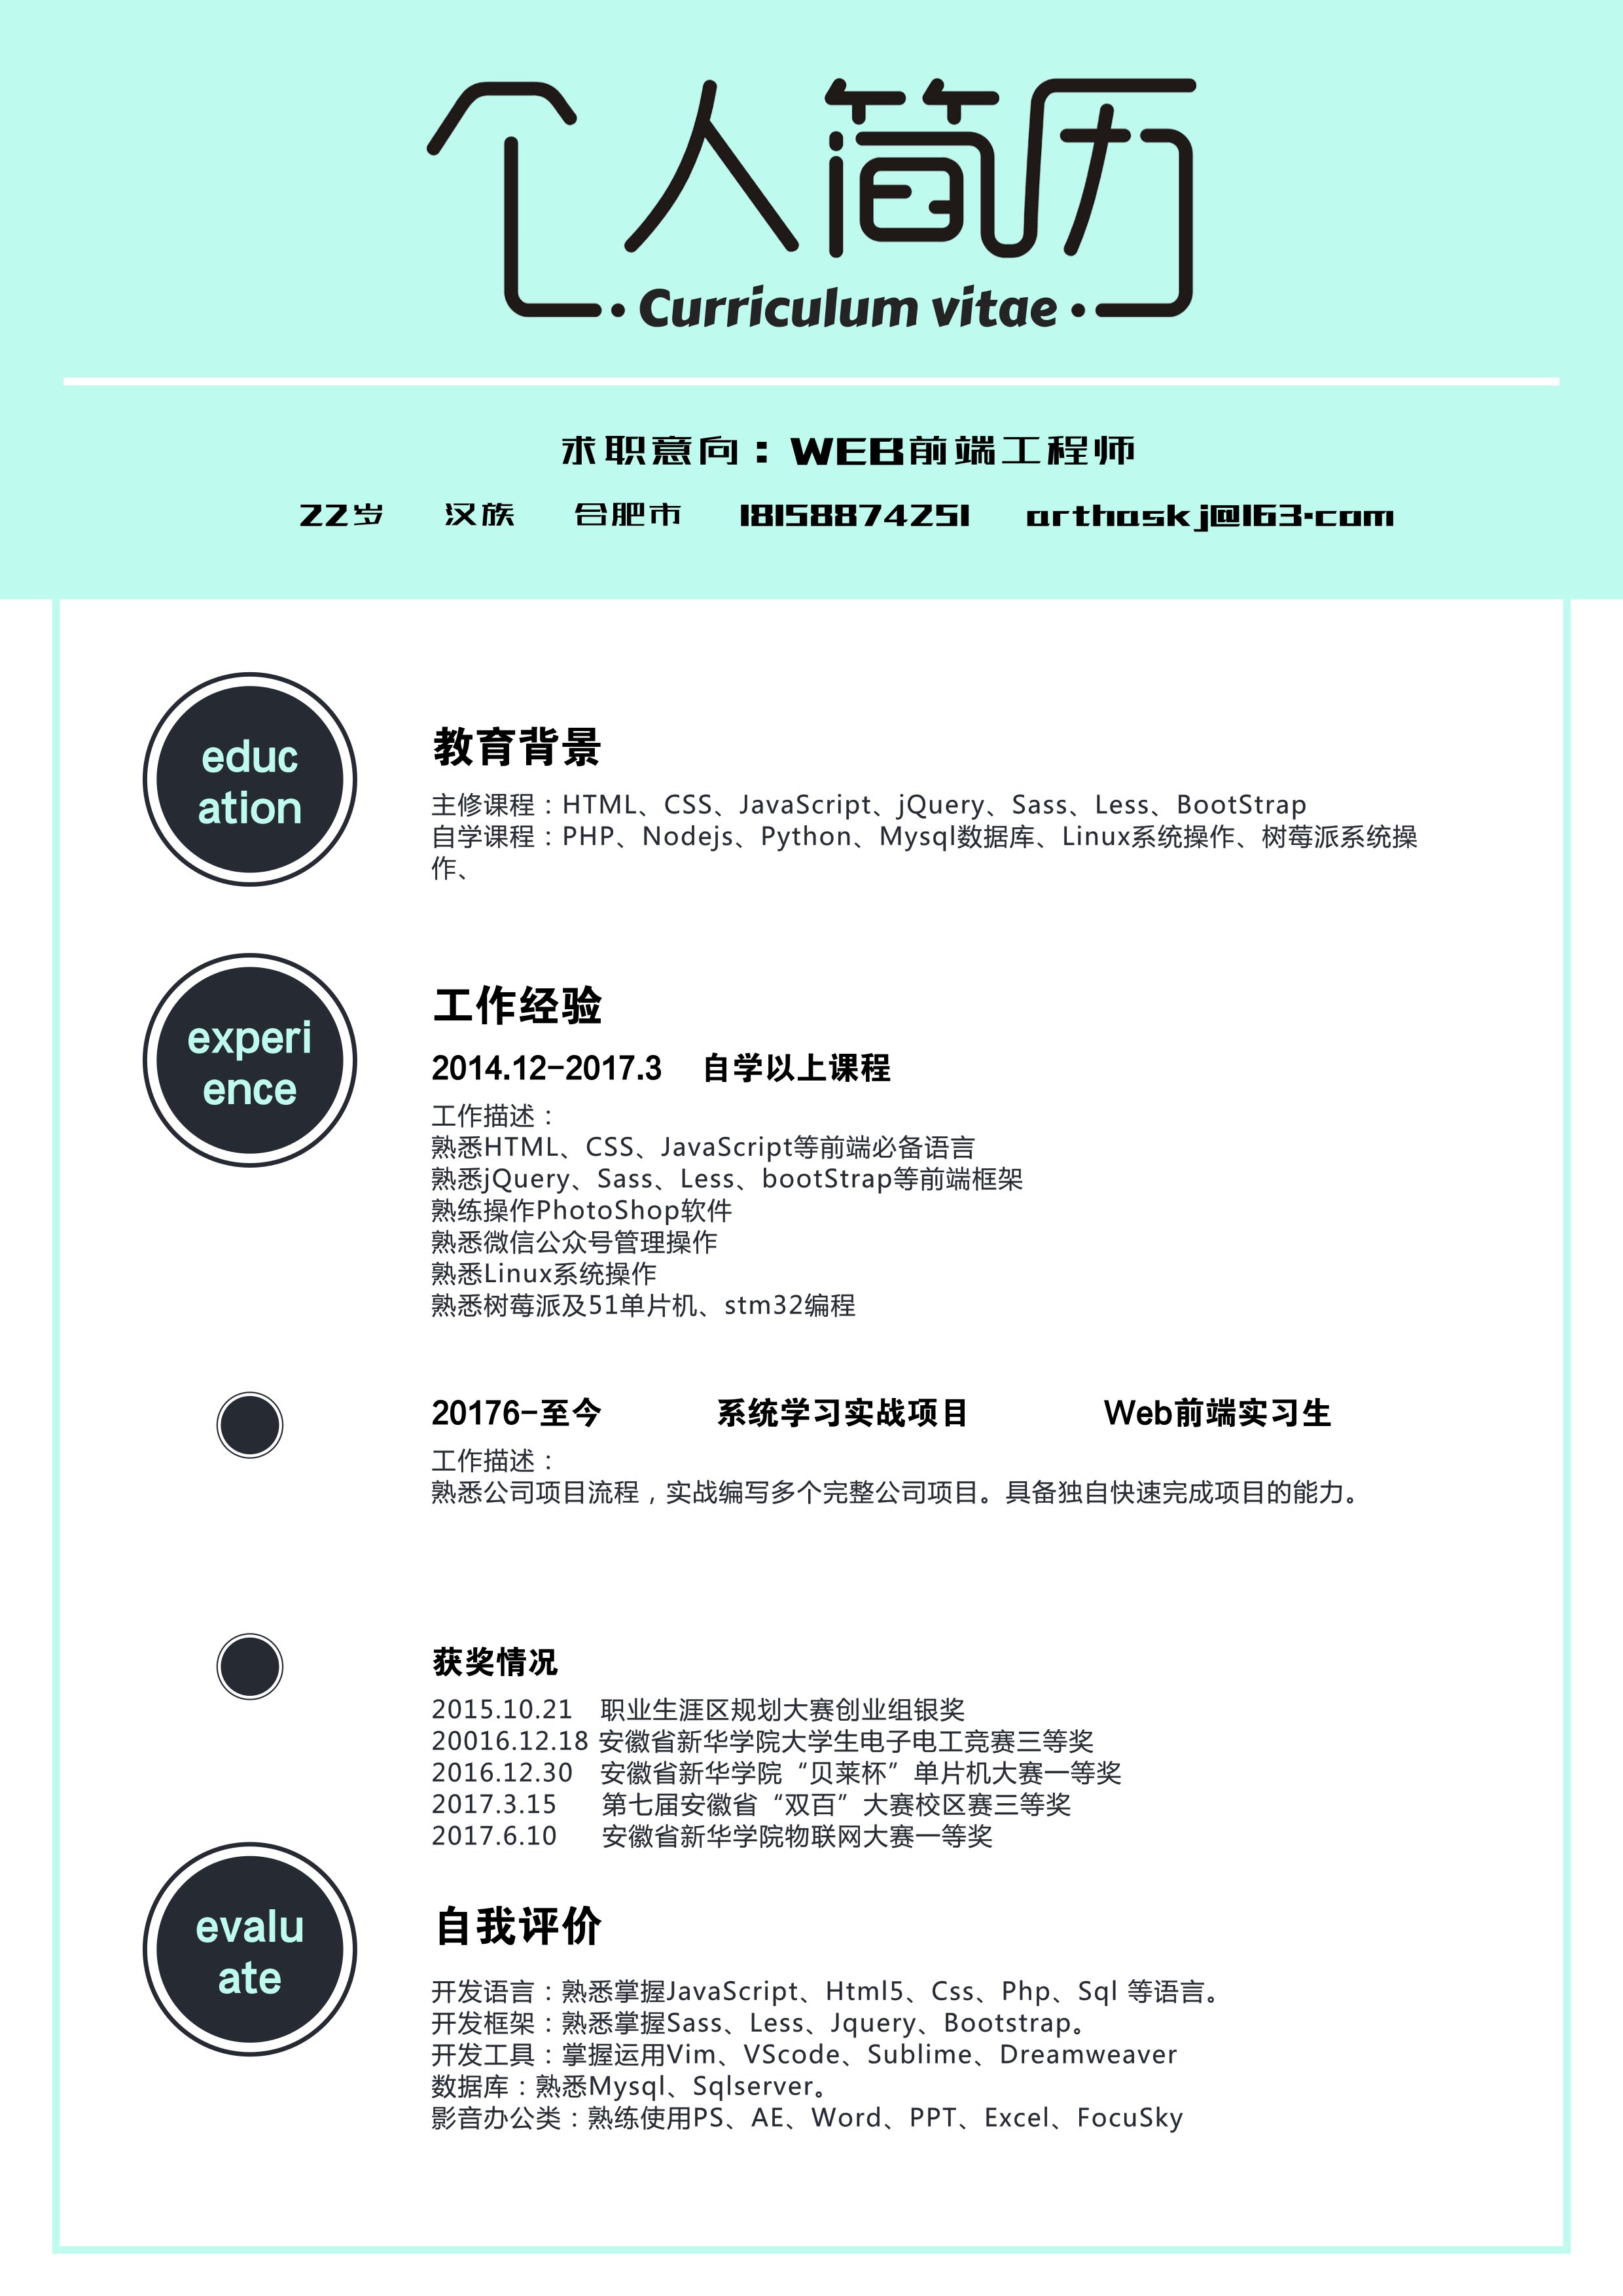 个人简历
Curriculum vitae
求职意向：WEB前端工程师
22岁 汉族 合肥市 18158874251 arthaskj@163.com
educ
ation
教育背景
主修课程：HTML、CSS、JavaScript、jQuery、Sass、Less、BootStrap
自学课程：PHP、Nodejs、Python、Mysql数据库、Linux系统操作、树莓派系统操
作、
experi
ence
工作经验
2014.12-2017.3 自学以上课程
工作描述：
熟悉HTML、CSS、JavaScript等前端必备语言
熟悉jQuery、Sass、Less、bootStrap等前端框架
熟练操作PhotoShop软件
熟悉微信公众号管理操作
熟悉Linux系统操作
熟悉树莓派及51单片机、stm32编程
20176-至今 系统学习实战项目 Web前端实习生
工作描述：
熟悉公司项目流程，实战编写多个完整公司项目。具备独自快速完成项目的能力。
获奖情况
2015.10.21 职业生涯区规划大赛创业组银奖
20016.12.18 安徽省新华学院大学生电子电工竞赛三等奖
2016.12.30 安徽省新华学院“贝莱杯”单片机大赛一等奖
2017.3.15 第七届安徽省“双百”大赛校区赛三等奖
2017.6.10 安徽省新华学院物联网大赛一等奖
evalu
ate
自我评价
开发语言：熟悉掌握JavaScript、Html5、Css、Php、Sql 等语言。
开发框架：熟悉掌握Sass、Less、Jquery、Bootstrap。
开发工具：掌握运用Vim、VScode、Sublime、Dreamweaver
数据库：熟悉Mysql、Sqlserver。
影音办公类：熟练使用PS、AE、Word、PPT、Excel、FocuSky